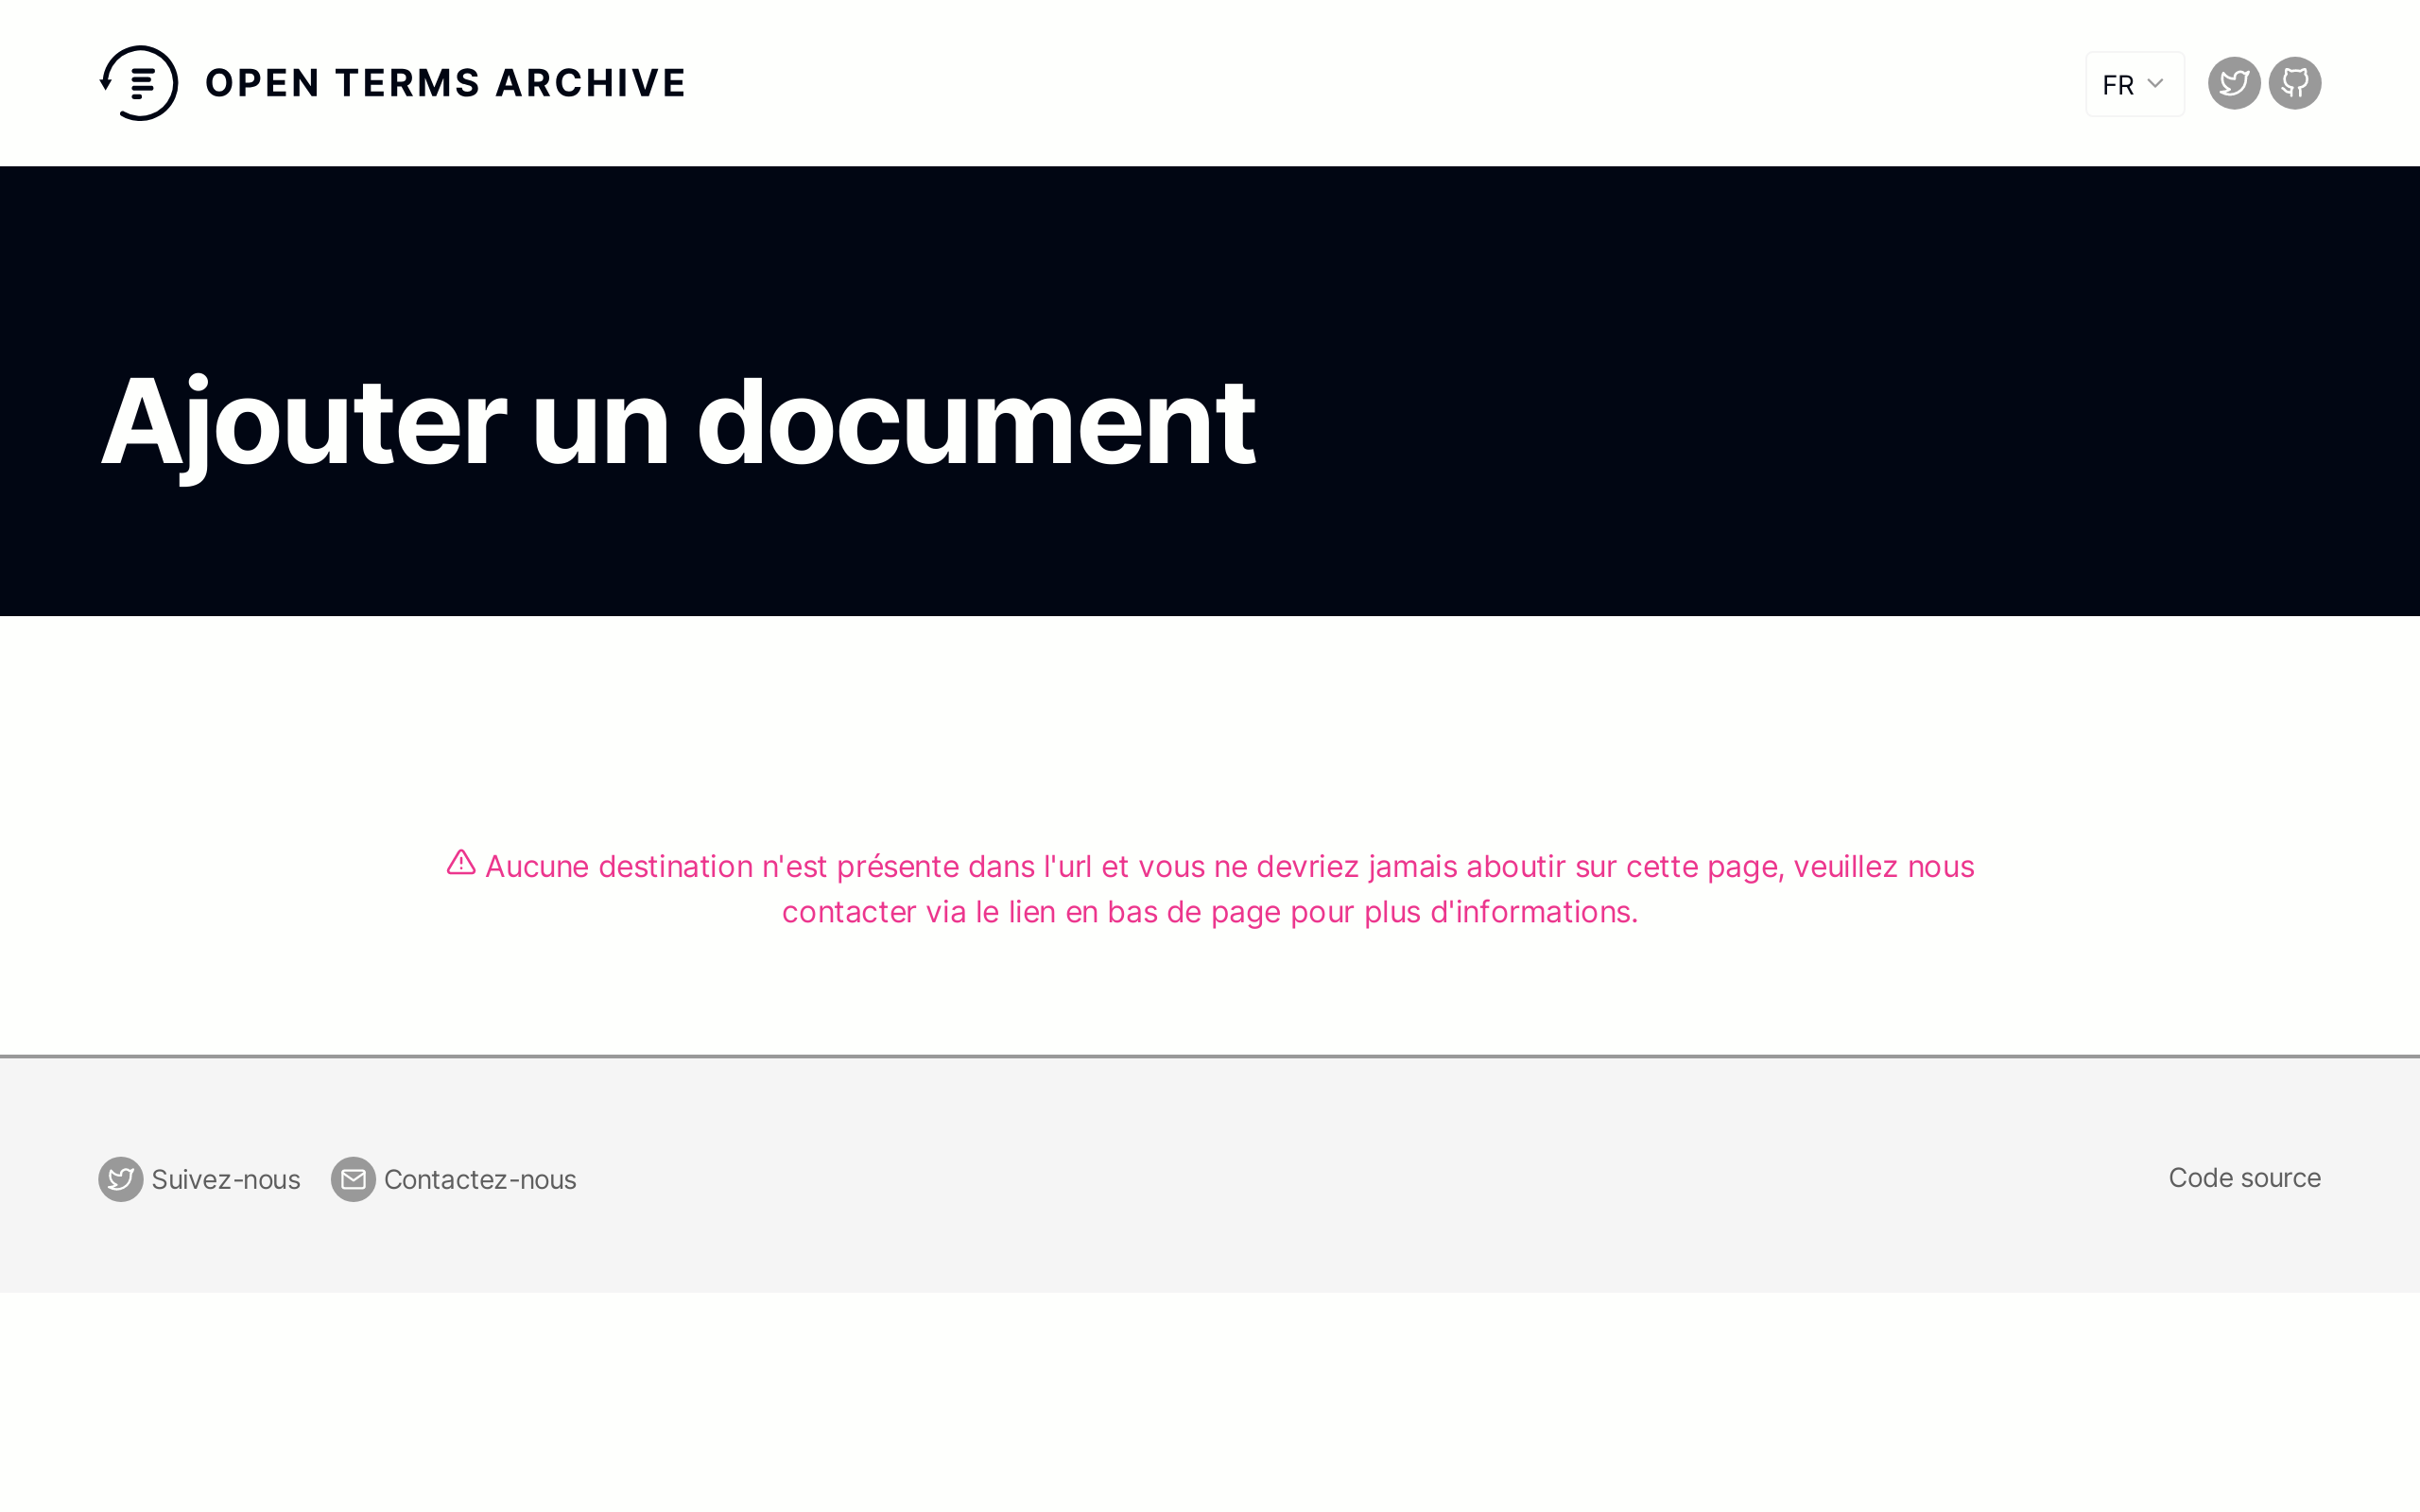 OPEN TERMS ARCHIVE
FR
Ajouter un document
Aucune destination n'est présente dans l'url et vous ne devriez jamais aboutir sur cette page, veuillez nous
contacter via le lien en bas de page pour plus d'informations.
Suivez-nous
Contactez-nous
Code source